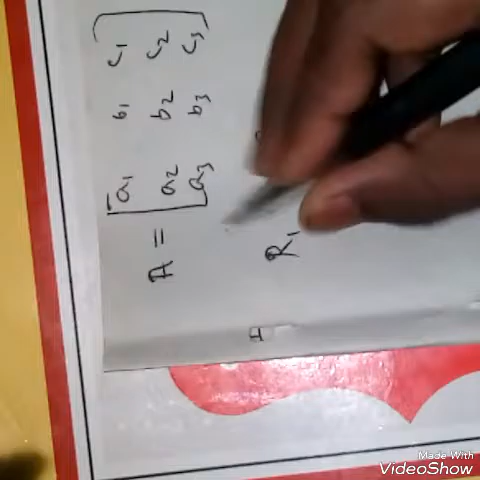 [a₁ b₁ c₁]
A = [a₂ b₂ c₂]
[a₃ b₃ c₃]
R₁
Made With
VideoShow